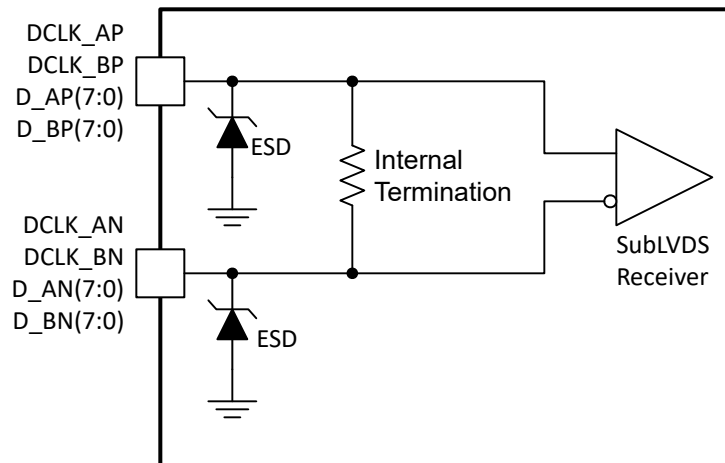 DCLK_AP
DCLK_BP
D_AP(7:0)
D_BP(7:0)
ESD
Internal
Termination
DCLK_AN
DCLK_BN
D_AN(7:0)
D_BN(7:0)
ESD
SubLVDS
Receiver